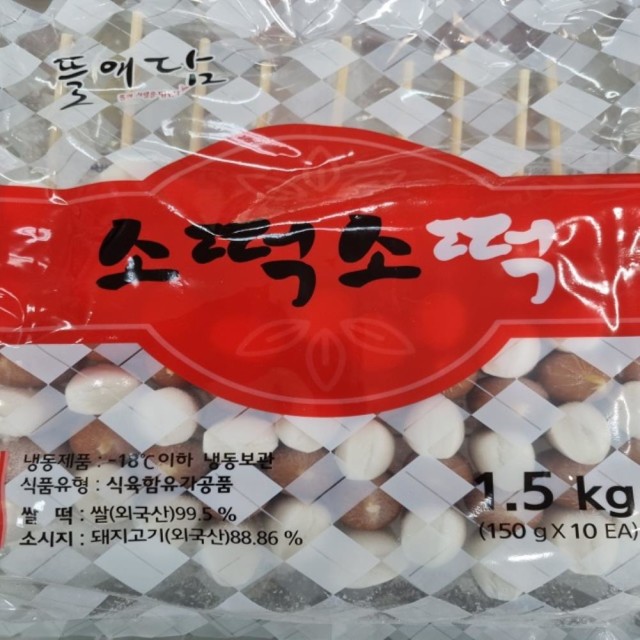 뜰애담
소떡소떡
냉동제품 : -18℃ 이하 냉동보관
식품유형 : 식육함유가공품
쌀 떡 : 쌀(외국산)99.5 %
소시지 : 돼지고기(외국산)88.86 %
1.5 kg
(150 g X 10 EA)